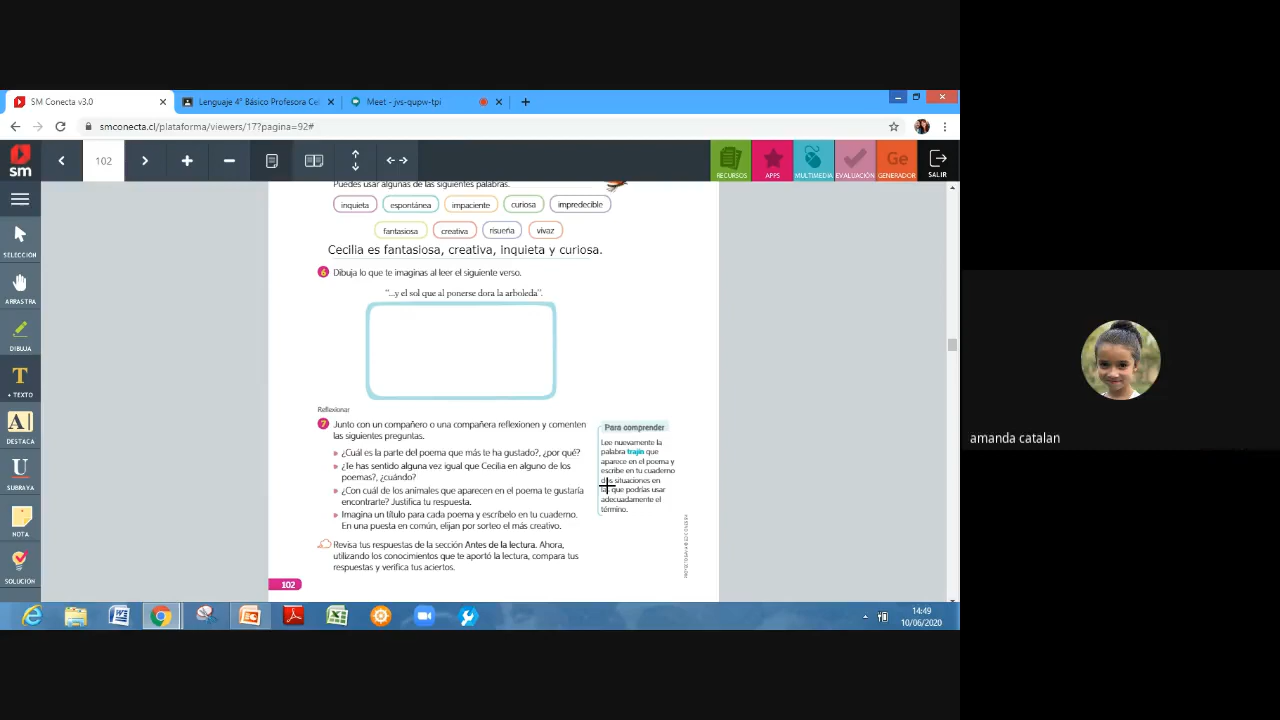 SM Conecta v3.0
Lenguaje 4° Básico Profesora Ce
Meet - jvs-qupw-tpi
smconecta.cl/plataforma/viewers/17?pagina=92#
sm
102
RECURSOS
APPS
MULTIMEDIA
EVALUACIÓN
Ge
GENERADOR
SALIR
SELECCIÓN
ARRASTRA
DIBUJA
T
+ TEXTO
A
DESTACA
U
SUBRAYA
NOTA
SOLUCIÓN
Puedes usar algunas de las siguientes palabras.
inquieta espontánea impaciente curiosa impredecible
fantasiosa creativa risueña vivaz
Cecilia es fantasiosa, creativa, inquieta y curiosa.
6 Dibuja lo que te imaginas al leer el siguiente verso.
"...y el sol que al ponerse dora la arboleda".
Reflexionar
7 Junto con un compañero o una compañera reflexionen y comenten
las siguientes preguntas.
¿Cuál es la parte del poema que más te ha gustado?, ¿por qué?
¿Te has sentido alguna vez igual que Cecilia en alguno de los
poemas?, ¿cuándo?
¿Con cuál de los animales que aparecen en el poema te gustaría
encontrarte? Justifica tu respuesta.
Imagina un título para cada poema y escríbelo en tu cuaderno.
En una puesta en común, elijan por sorteo el más creativo.
Revisa tus respuestas de la sección Antes de la lectura. Ahora,
utilizando los conocimientos que te aportó la lectura, compara tus
respuestas y verifica tus aciertos.
102
Para comprender
Lee nuevamente la
palabra trajín que
aparece en el poema y
escribe en tu cuaderno
dos situaciones en
las que podrías usar
adecuadamente el
término.
14:49
10/06/2020
amanda catalan